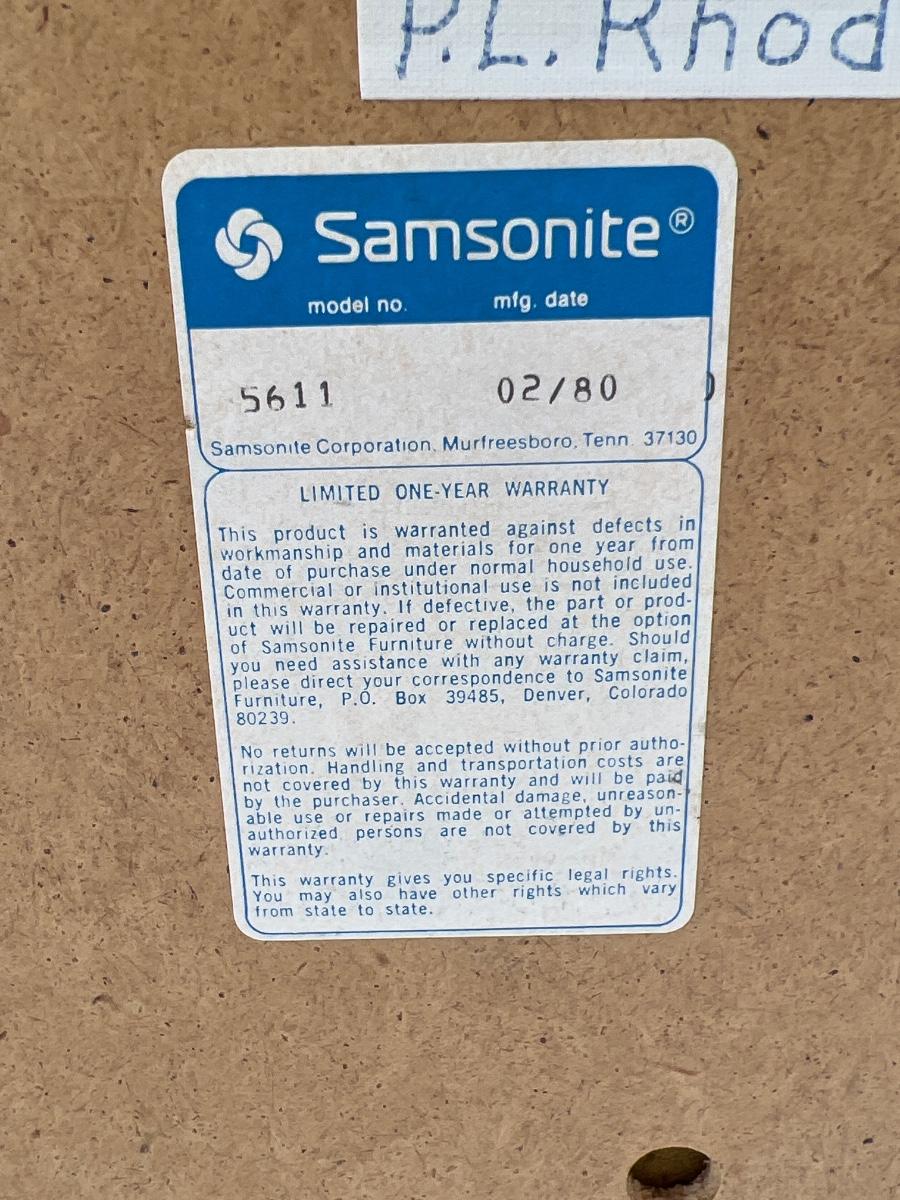 P.L. Rhod
Samsonite®
model no. mfg. date
5611 02/80
Samsonite Corporation, Murfreesboro, Tenn. 37130
LIMITED ONE-YEAR WARRANTY
This product is warranted against defects in
workmanship and materials for one year from
date of purchase under normal household use.
Commercial or institutional use is not included
in this warranty. If defective, the part or prod-
uct will be repaired or replaced at the option
of Samsonite Furniture without charge. Should
you need assistance with any warranty claim,
please direct your correspondence to Samsonite
Furniture, P.O. Box 39485, Denver, Colorado
80239.
No returns will be accepted without prior autho-
rization. Handling and transportation costs are
not covered by this warranty and will be paid
by the purchaser. Accidental damage, unreason-
able use or repairs made or attempted by un-
authorized persons are not covered by this
warranty.
This warranty gives you specific legal rights.
You may also have other rights which vary
from state to state.